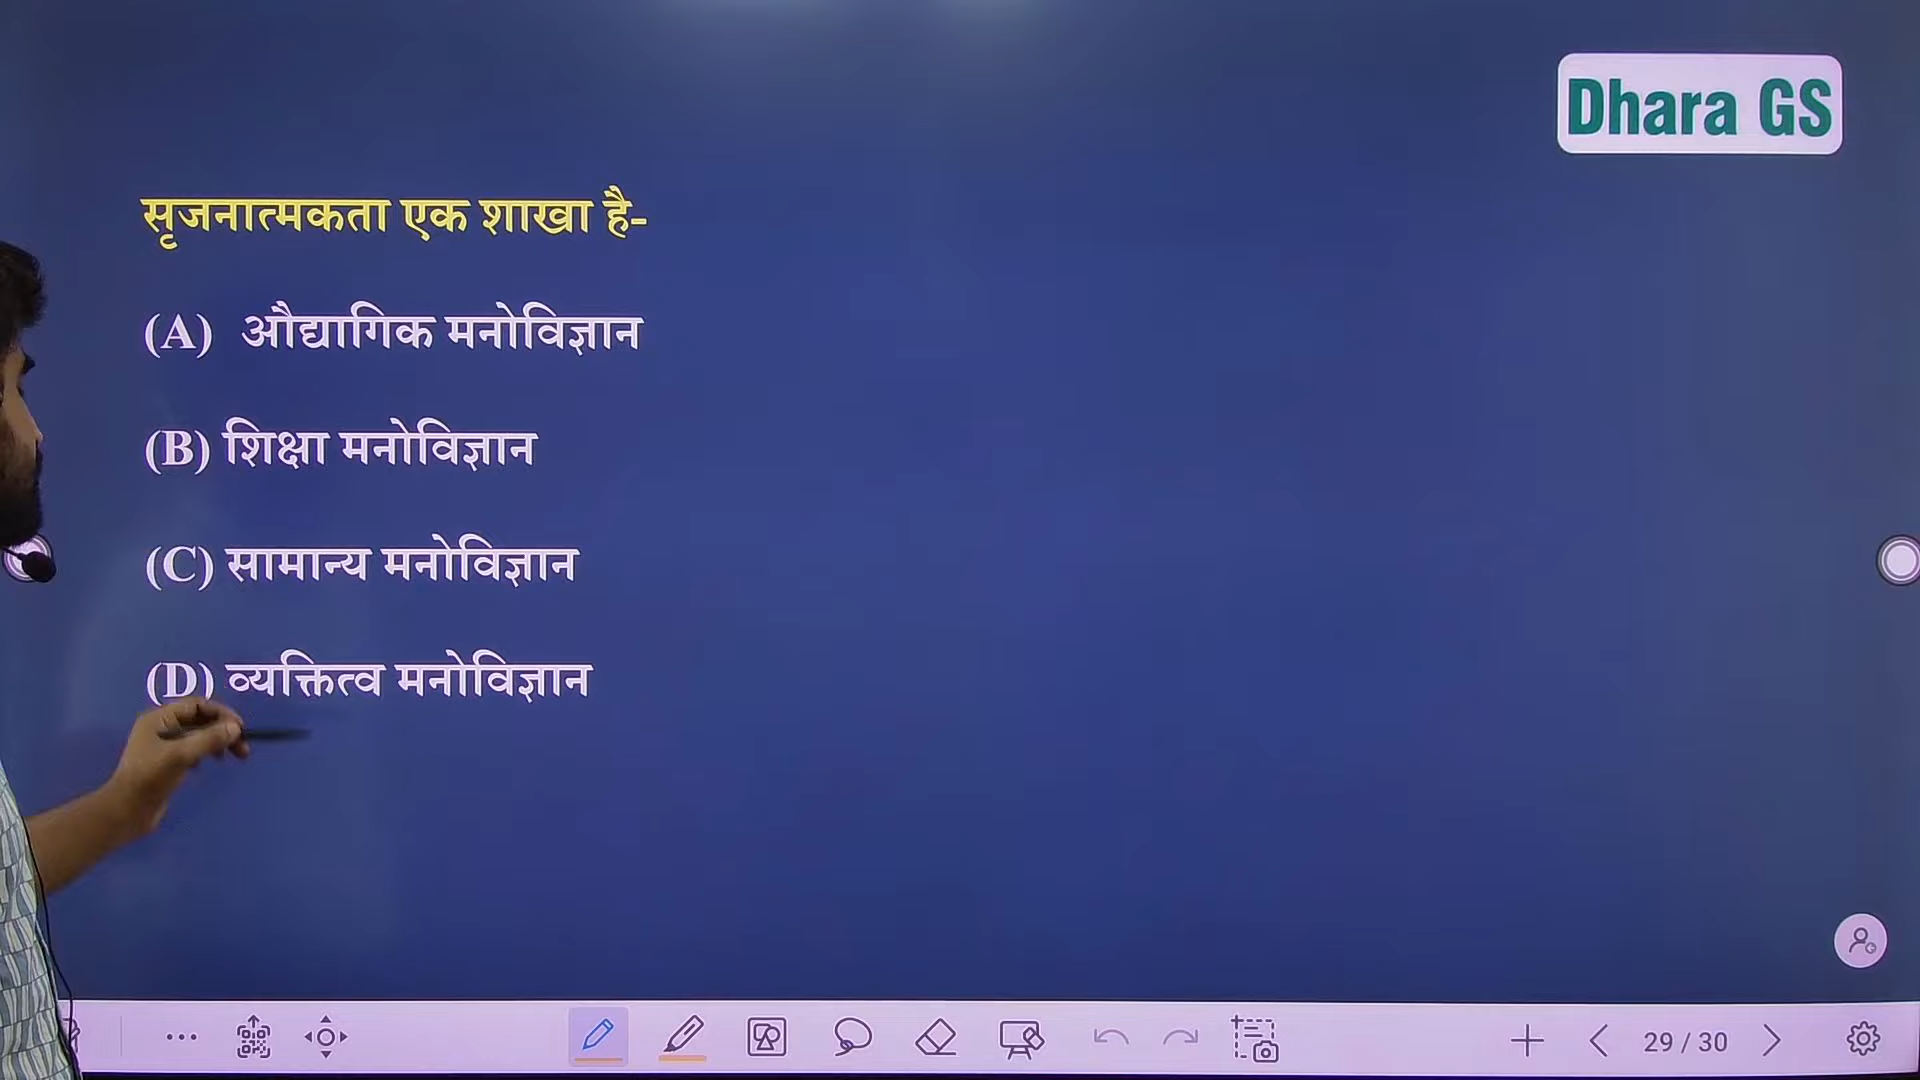 Dhara GS
सृजनात्मकता एक शाखा है-
(A) औद्यागिक मनोविज्ञान
(B) शिक्षा मनोविज्ञान
(C) सामान्य मनोविज्ञान
(D) व्यक्तित्व मनोविज्ञान
29 / 30